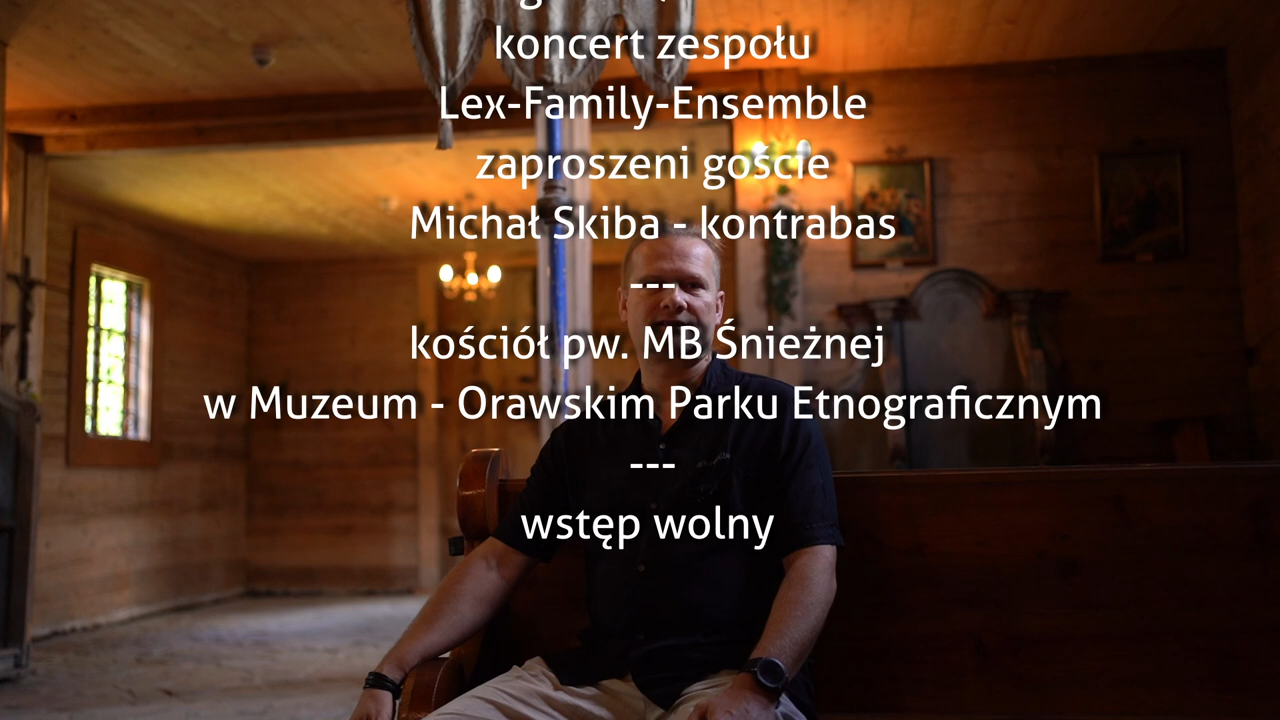 koncert zespołu
Lex-Family-Ensemble
zaproszeni goście
Michał Skiba - kontrabas
---
kościół pw. MB Śnieżnej
w Muzeum - Orawskim Parku Etnograficznym
---
wstęp wolny